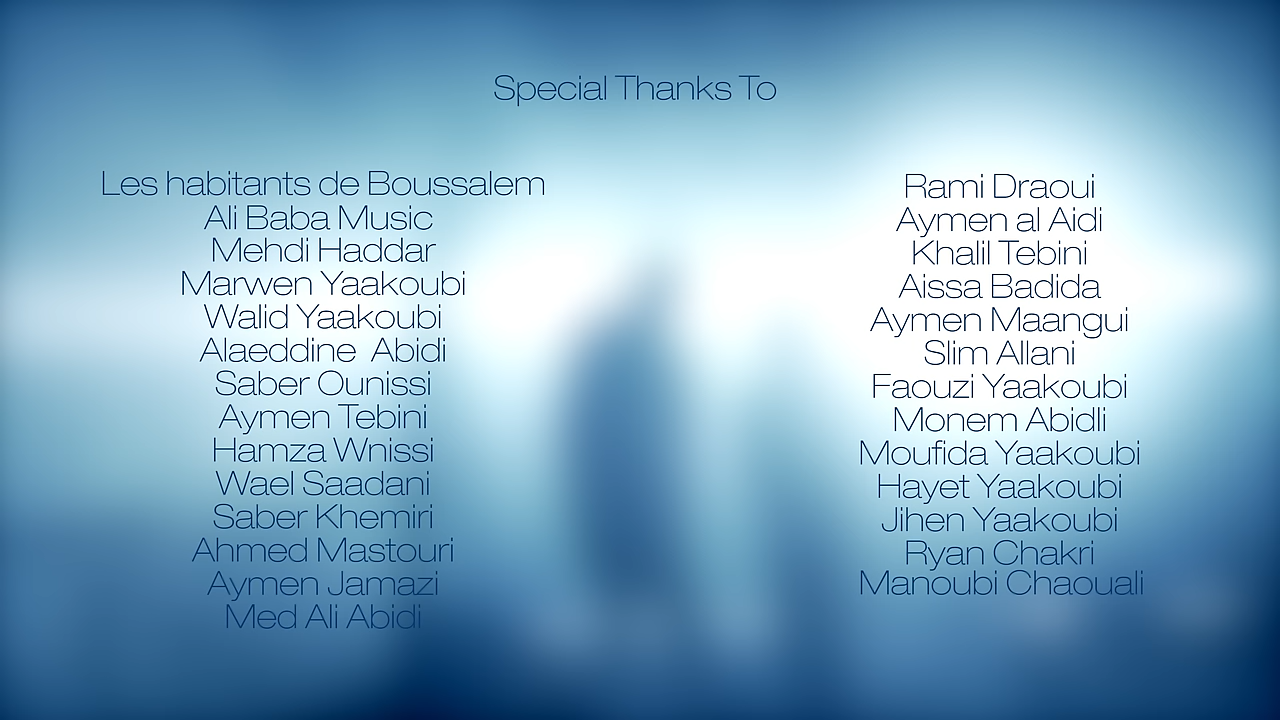 Special Thanks To
Les habitants de Boussalem
Ali Baba Music
Mehdi Haddar
Marwen Yaakoubi
Walid Yaakoubi
Alaeddine  Abidi
Saber Ounissi
Aymen Tebini
Hamza Wnissi
Wael Saadani
Saber Khemiri
Ahmed Mastouri
Aymen Jamazi
Med Ali Abidi
Rami Draoui
Aymen al Aidi
Khalil Tebini
Aissa Badida
Aymen Maangui
Slim Allani
Faouzi Yaakoubi
Monem Abidli
Moufida Yaakoubi
Hayet Yaakoubi
Jihen Yaakoubi
Ryan Chakri
Manoubi Chaouali